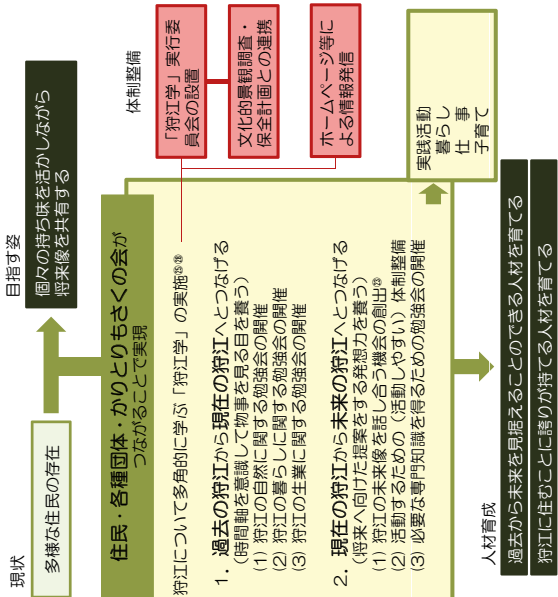 現状
多様な住民の存在
目指す姿
個々の持ち味を活かしながら
将来像を共有する
住民・各種団体・かりとりもさくの会が
つながることで実現
狩江について多角的に学ぶ「狩江学」の実施㉕㉖
1．過去の狩江から現在の狩江へとつなげる
（時間軸を意識して物事を見る目を養う）
(1) 狩江の自然に関する勉強会の開催
(2) 狩江の暮らしに関する勉強会の開催
(3) 狩江の生業に関する勉強会の開催
2．現在の狩江から未来の狩江へとつなげる
（将来へ向けた提案をする発想力を養う）
(1) 狩江の未来像を話し合う機会の創出㉓
(2) 活動するための（活動しやすい）体制整備
(3) 必要な専門知識を得るための勉強会の開催
体制整備
「狩江学」実行委
員会の設置
文化的景観調査・
保全計画との連携
ホームページ等に
よる情報発信
実践活動
暮らし
仕　事
子育て
人材育成
過去から未来を見据えることのできる人材を育てる
狩江に住むことに誇りが持てる人材を育てる